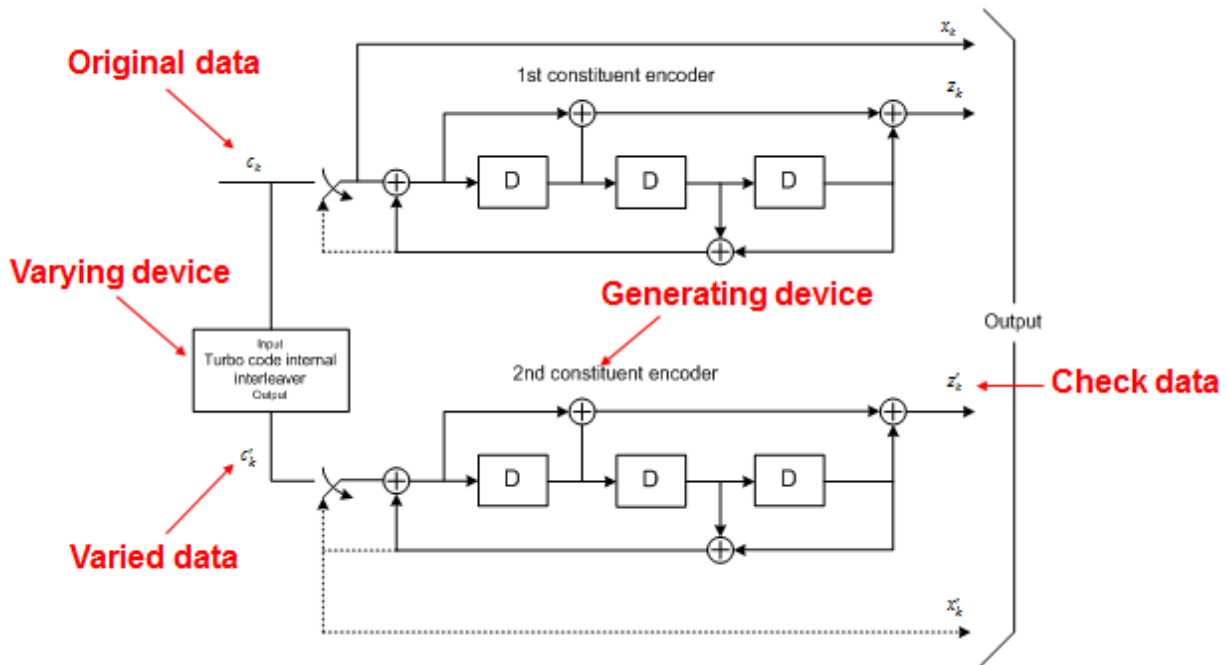 Original data
x_k
1st constituent encoder
z_k
c_k
D
D
D
Varying device
Generating device
Output
Input
Turbo code internal
interleaver
Output
2nd constituent encoder
z'_k
Check data
c'_k
D
D
D
Varied data
x'_k